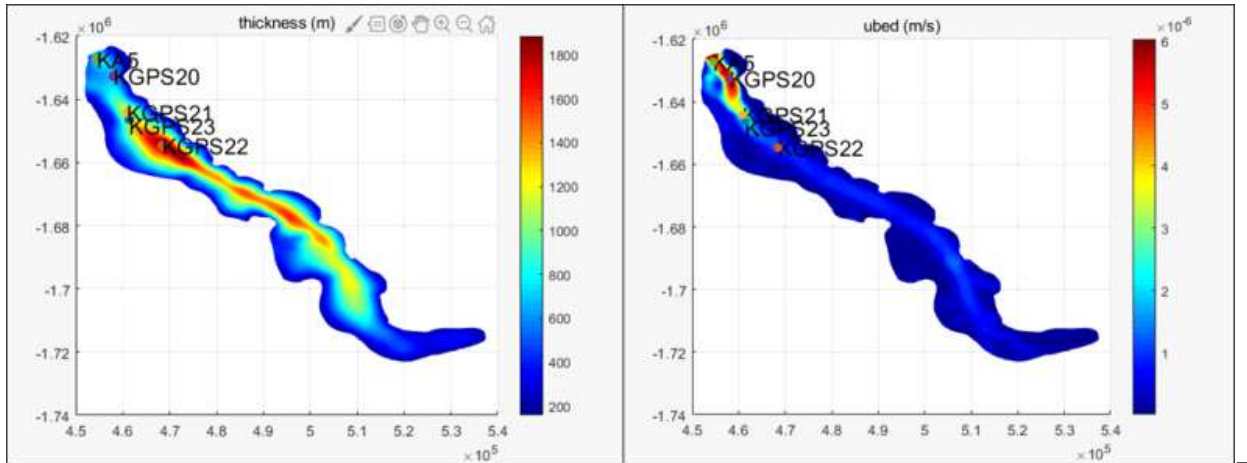 ×10^6
thickness (m)
-1.62
-1.64
-1.66
-1.68
-1.7
-1.72
-1.74
KA5
KGPS20
KGPS21
KGPS23
KGPS22
4.5 4.6 4.7 4.8 4.9 5 5.1 5.2 5.3 5.4
×10^5
1800
1600
1400
1200
1000
800
600
400
200
×10^6
ubed (m/s)
-1.62
-1.64
-1.66
-1.68
-1.7
-1.72
-1.74
KA5
KGPS20
KGPS21
KGPS23
KGPS22
4.5 4.6 4.7 4.8 4.9 5 5.1 5.2 5.3 5.4
×10^5
×10^-6
6
5
4
3
2
1